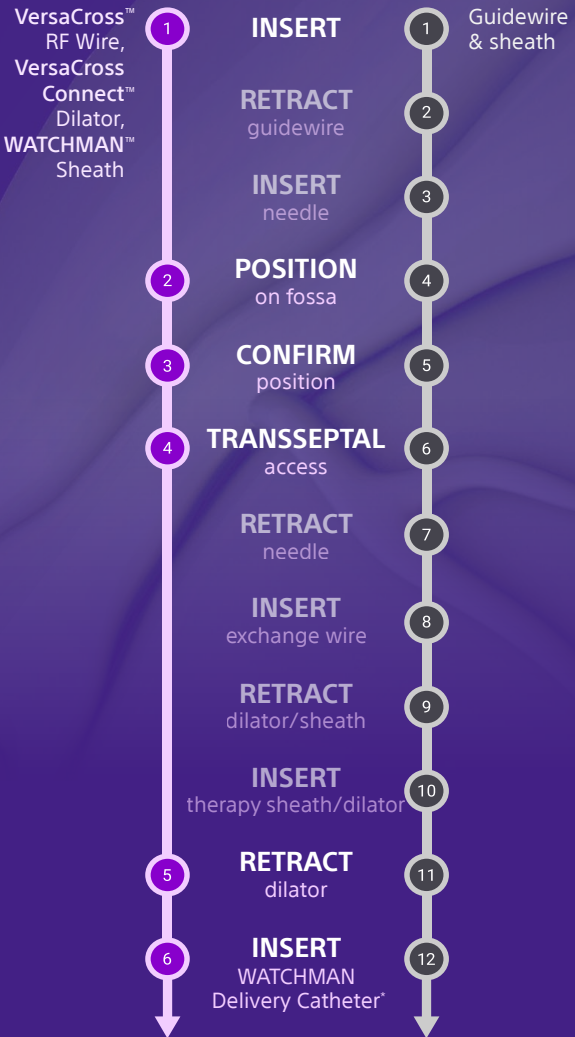 VersaCross™
RF Wire,
VersaCross
Connect™
Dilator,
WATCHMAN™
Sheath
1
INSERT
1
Guidewire
& sheath
RETRACT
guidewire
2
INSERT
needle
3
2
POSITION
on fossa
4
3
CONFIRM
position
5
4
TRANSSEPTAL
access
6
RETRACT
needle
7
INSERT
exchange wire
8
RETRACT
dilator/sheath
9
INSERT
therapy sheath/dilator
10
5
RETRACT
dilator
11
6
INSERT
WATCHMAN
Delivery Catheter*
12